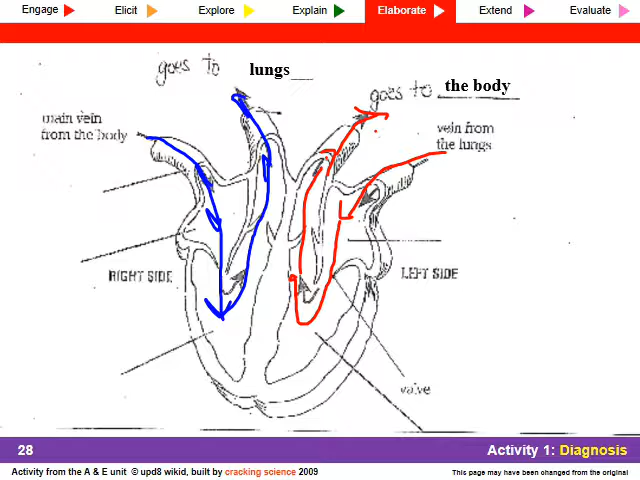 Engage Elicit Explore Explain Elaborate Extend Evaluate
goes to lungs__
goes to the body
main vein
from the body
vein from
the lungs
RIGHT SIDE
LEFT SIDE
valve
28
Activity 1: Diagnosis
Activity from the A & E unit © upd8 wikid, built by cracking science 2009
This page may have been changed from the original